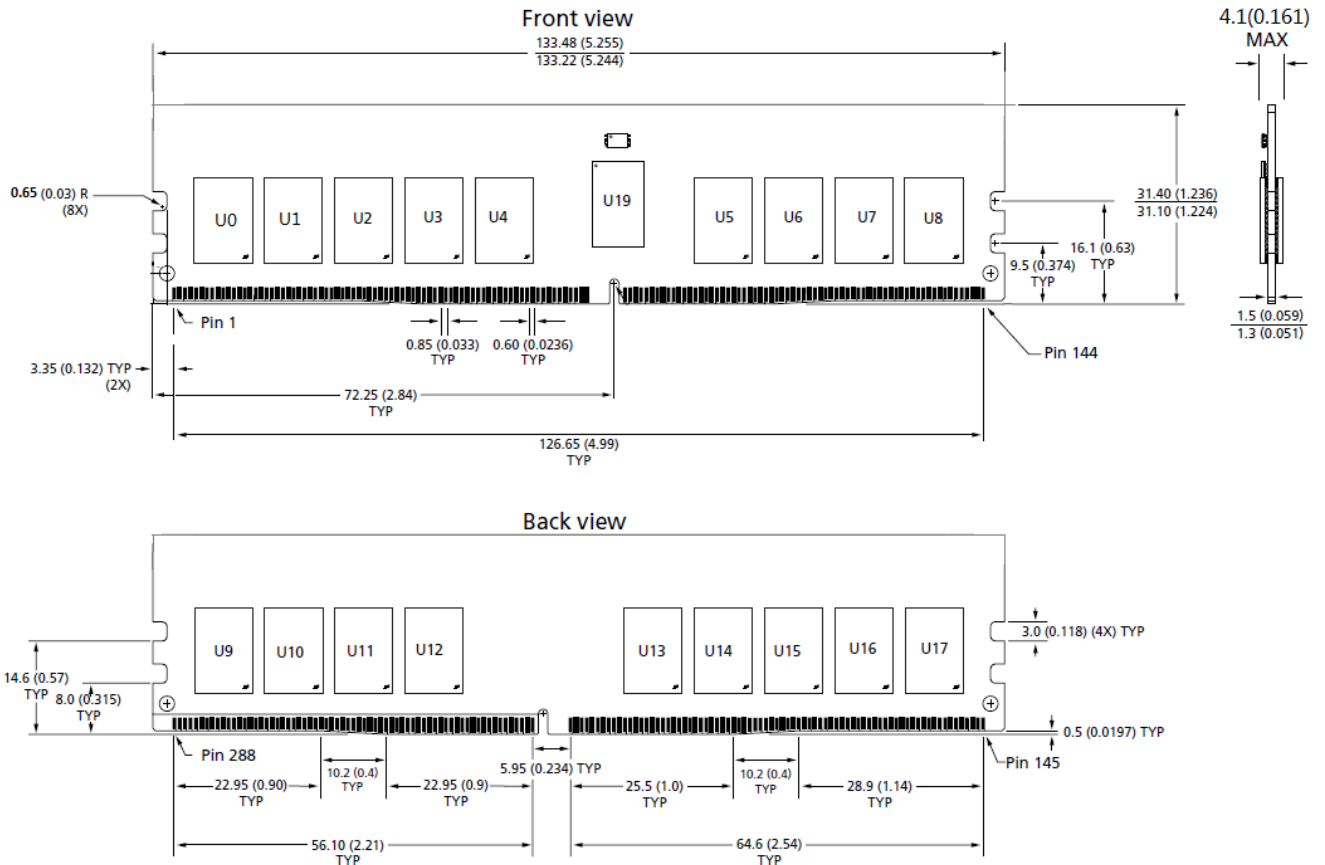 Front view
133.48 (5.255)
133.22 (5.244)
4.1(0.161)
MAX
0.65 (0.03) R
(8X)
U0
U1
U2
U3
U4
U19
U5
U6
U7
U8
31.40 (1.236)
31.10 (1.224)
16.1 (0.63)
TYP
9.5 (0.374)
TYP
1.5 (0.059)
1.3 (0.051)
Pin 1
0.85 (0.033)
TYP
0.60 (0.0236)
TYP
Pin 144
3.35 (0.132) TYP
(2X)
72.25 (2.84)
TYP
126.65 (4.99)
TYP
Back view
U9
U10
U11
U12
U13
U14
U15
U16
U17
3.0 (0.118) (4X) TYP
14.6 (0.57)
TYP
8.0 (0.315)
TYP
0.5 (0.0197) TYP
Pin 288
5.95 (0.234) TYP
Pin 145
22.95 (0.90)
TYP
10.2 (0.4)
TYP
22.95 (0.9)
TYP
25.5 (1.0)
TYP
10.2 (0.4)
TYP
28.9 (1.14)
TYP
56.10 (2.21)
TYP
64.6 (2.54)
TYP